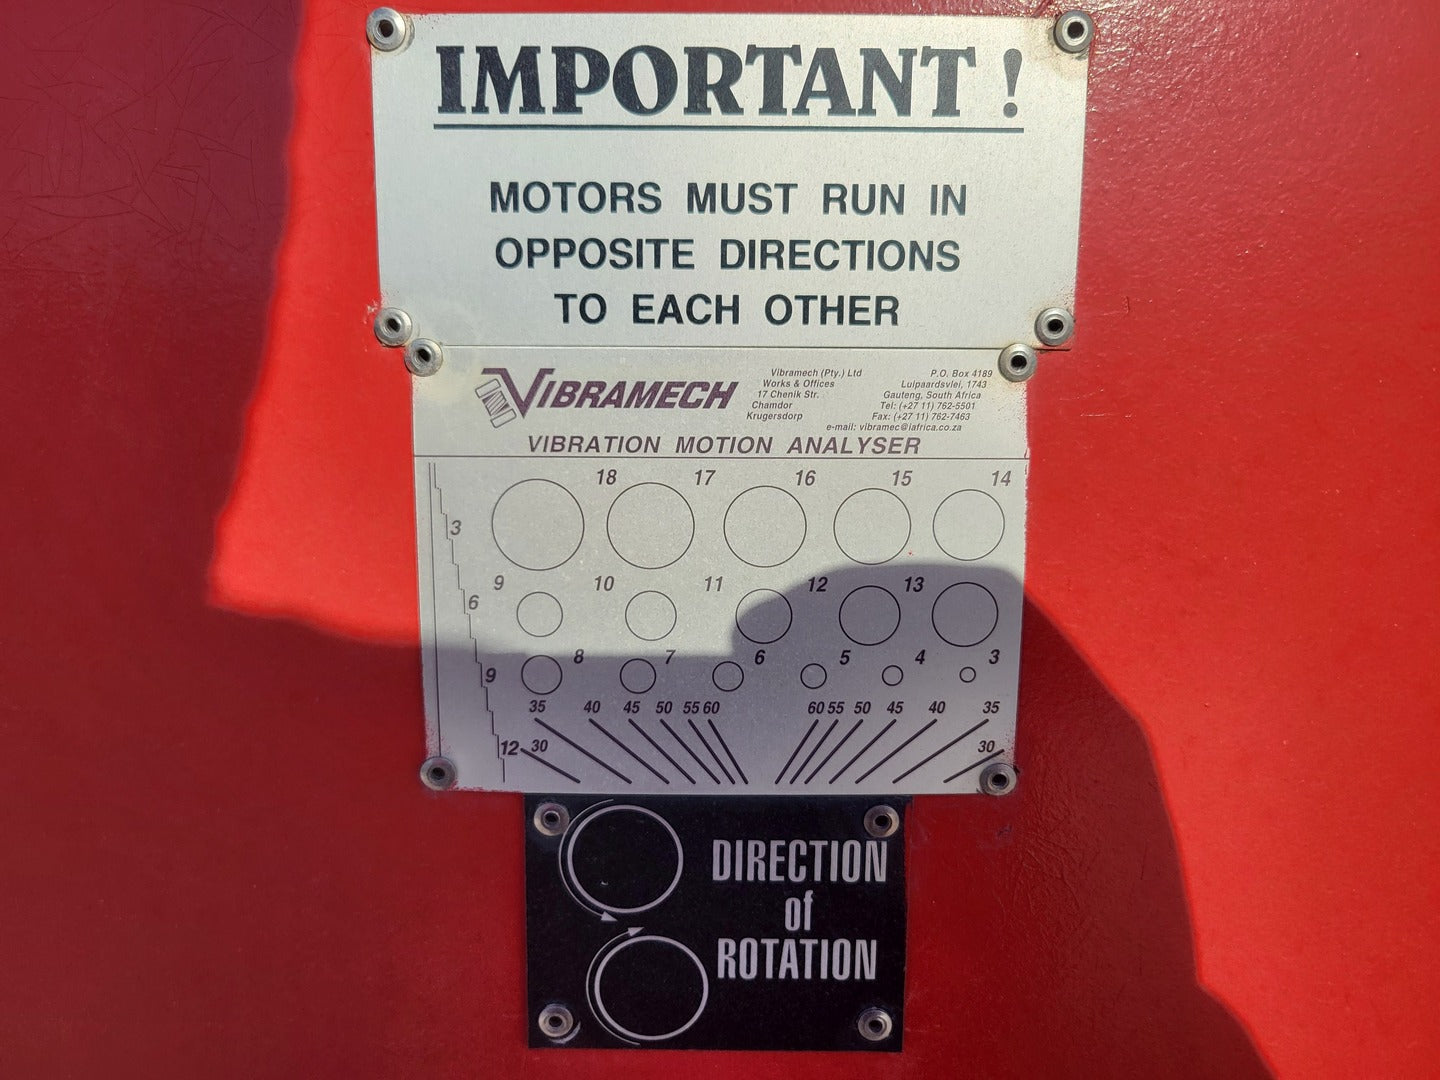 IMPORTANT !
MOTORS MUST RUN IN
OPPOSITE DIRECTIONS
TO EACH OTHER
VIBRAMECH
Vibramech (Pty.) Ltd
Works & Offices
17 Chenik Str.
Chamdor
Krugersdorp
P.O. Box 4189
Luipaardsvlei, 1743
Gauteng, South Africa
Tel: (+27 11) 762-5501
Fax: (+27 11) 762-7463
e-mail: vibramec@iafrica.co.za
VIBRATION MOTION ANALYSER
18 17 16 15 14
3
9 10 11 12 13
6
8 7 6 5 4 3
9
35 40 45 50 55 60 60 55 50 45 40 35
12 30 30
DIRECTION
of
ROTATION